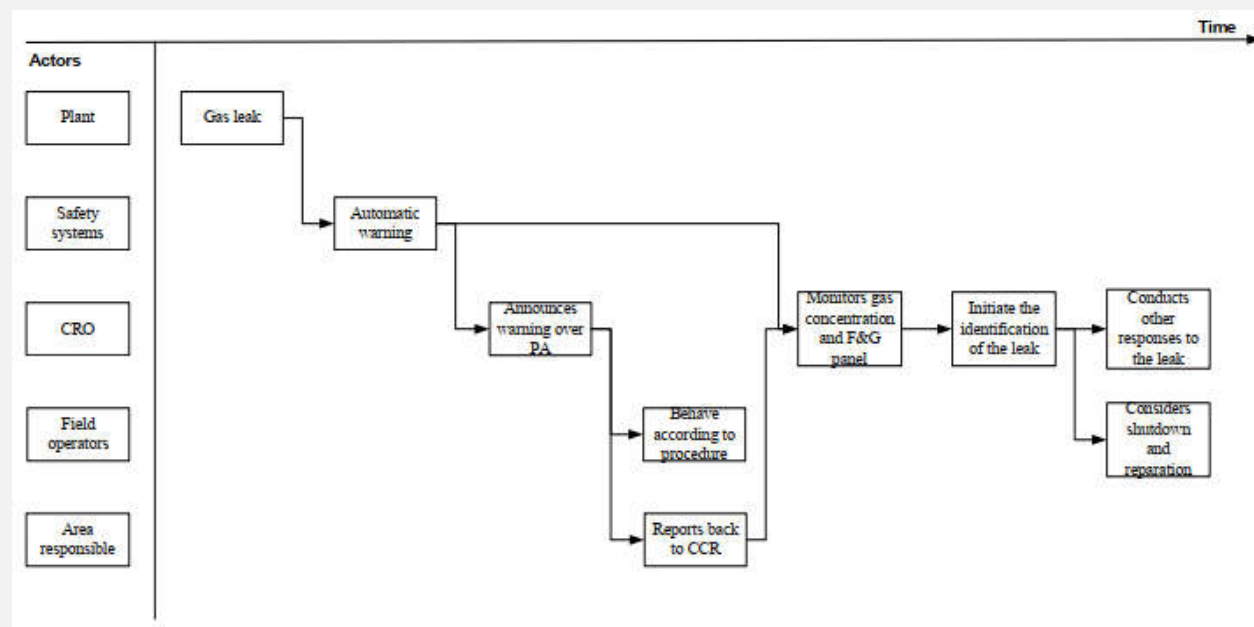 Time
Actors
Plant
Gas leak
Safety
systems
Automatic
warning
CRO
Announces
warning over
PA
Monitors gas
concentration
and F&G
panel
Initiate the
identification
of the leak
Conducts
other
responses to
the leak
Field
operators
Behave
according to
procedure
Considers
shutdown
and
reparation
Area
responsible
Reports back
to CCR